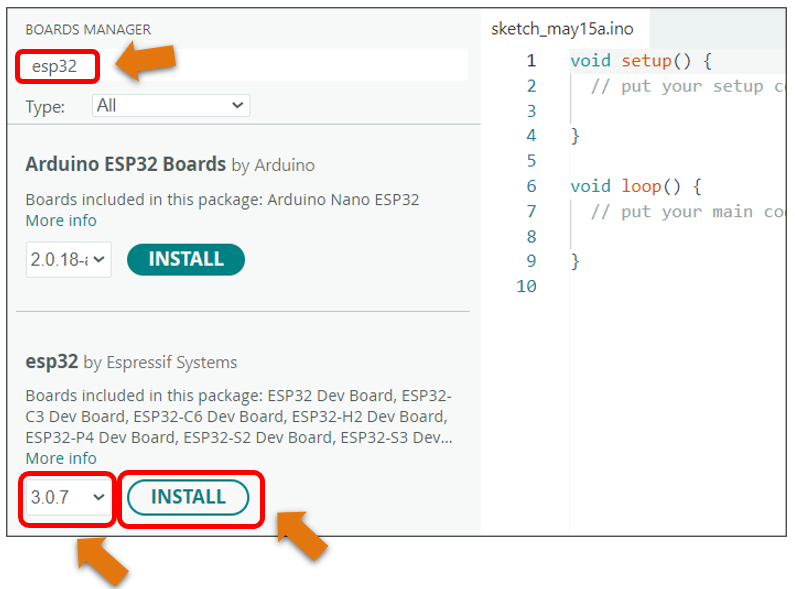 BOARDS MANAGER
esp32
Type: All
Arduino ESP32 Boards by Arduino
Boards included in this package: Arduino Nano ESP32
More info
2.0.18-a INSTALL
esp32 by Espressif Systems
Boards included in this package: ESP32 Dev Board, ESP32-
C3 Dev Board, ESP32-C6 Dev Board, ESP32-H2 Dev Board,
ESP32-P4 Dev Board, ESP32-S2 Dev Board, ESP32-S3 Dev...
More info
3.0.7 INSTALL
sketch_may15a.ino
1 void setup() {
2 // put your setup co
3
4 }
5
6 void loop() {
7 // put your main co
8
9 }
10